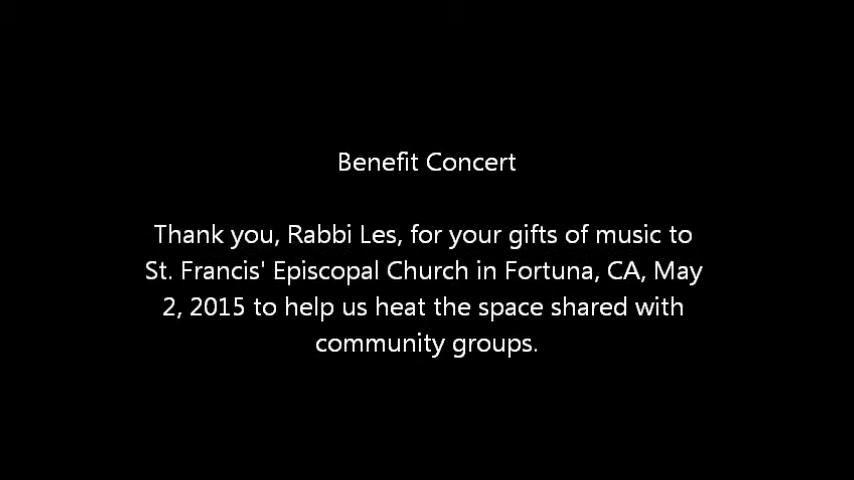 Benefit Concert
Thank you, Rabbi Les, for your gifts of music to
St. Francis' Episcopal Church in Fortuna, CA, May
2, 2015 to help us heat the space shared with
community groups.